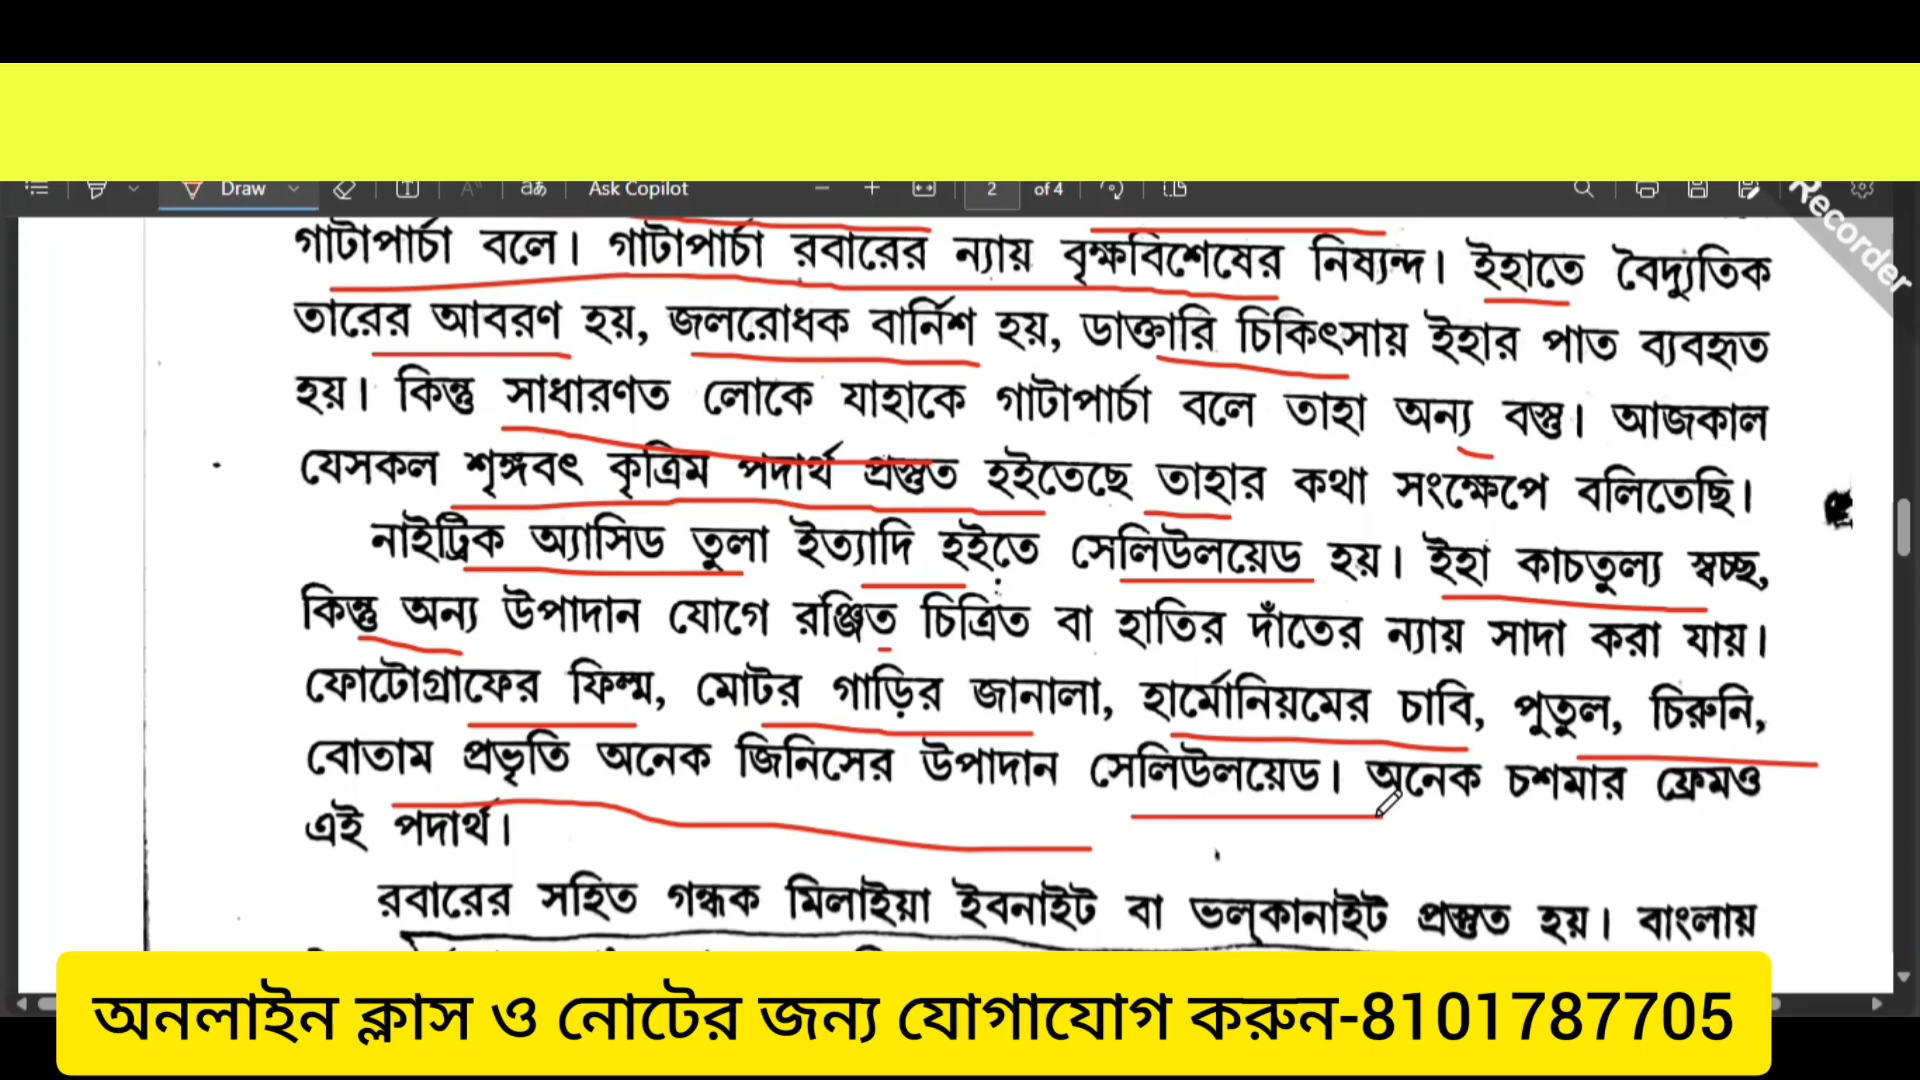 Draw
Ask Copilot
2 of 4
Recorder
গাটাপার্চা বলে। গাটাপার্চা রবারের ন্যায় বৃক্ষবিশেষের নিষ্যন্দ। ইহাতে বৈদ্যুতিক
তারের আবরণ হয়, জলরোধক বার্নিশ হয়, ডাক্তারি চিকিৎসায় ইহার পাত ব্যবহৃত
হয়। কিন্তু সাধারণত লোকে যাহাকে গাটাপার্চা বলে তাহা অন্য বস্তু। আজকাল
যেসকল শৃঙ্গবৎ কৃত্রিম পদার্থ প্রস্তুত হইতেছে তাহার কথা সংক্ষেপে বলিতেছি।
নাইট্রিক অ্যাসিড তুলা ইত্যাদি হইতে সেলিউলয়েড হয়। ইহা কাচতুল্য স্বচ্ছ,
কিন্তু অন্য উপাদান যোগে রঞ্জিত চিত্রিত বা হাতির দাঁতের ন্যায় সাদা করা যায়।
ফোটোগ্রাফের ফিল্ম, মোটর গাড়ির জানালা, হার্মোনিয়মের চাবি, পুতুল, চিরুনি,
বোতাম প্রভৃতি অনেক জিনিসের উপাদান সেলিউলয়েড। অনেক চশমার ফ্রেমও
এই পদার্থ।
রবারের সহিত গন্ধক মিলাইয়া ইবনাইট বা ভল্‌কানাইট প্রস্তুত হয়। বাংলায়
অনলাইন ক্লাস ও নোটের জন্য যোগাযোগ করুন-8101787705